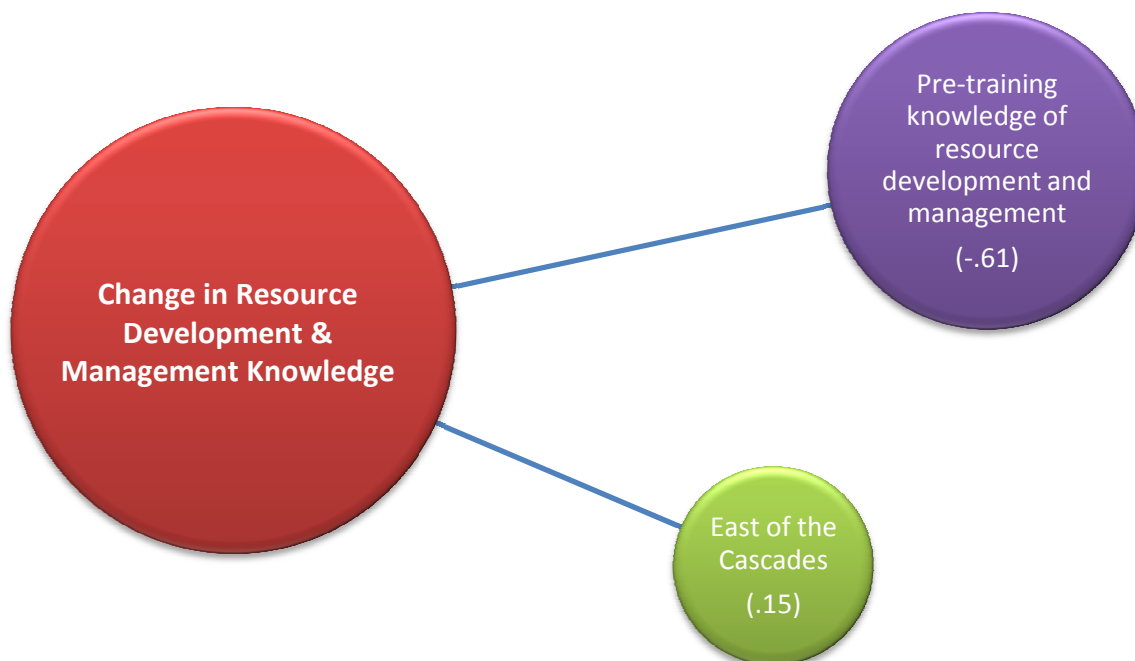 Pre-training
knowledge of
resource
development and
management
(-.61)
Change in Resource
Development &
Management Knowledge
East of the
Cascades
(.15)